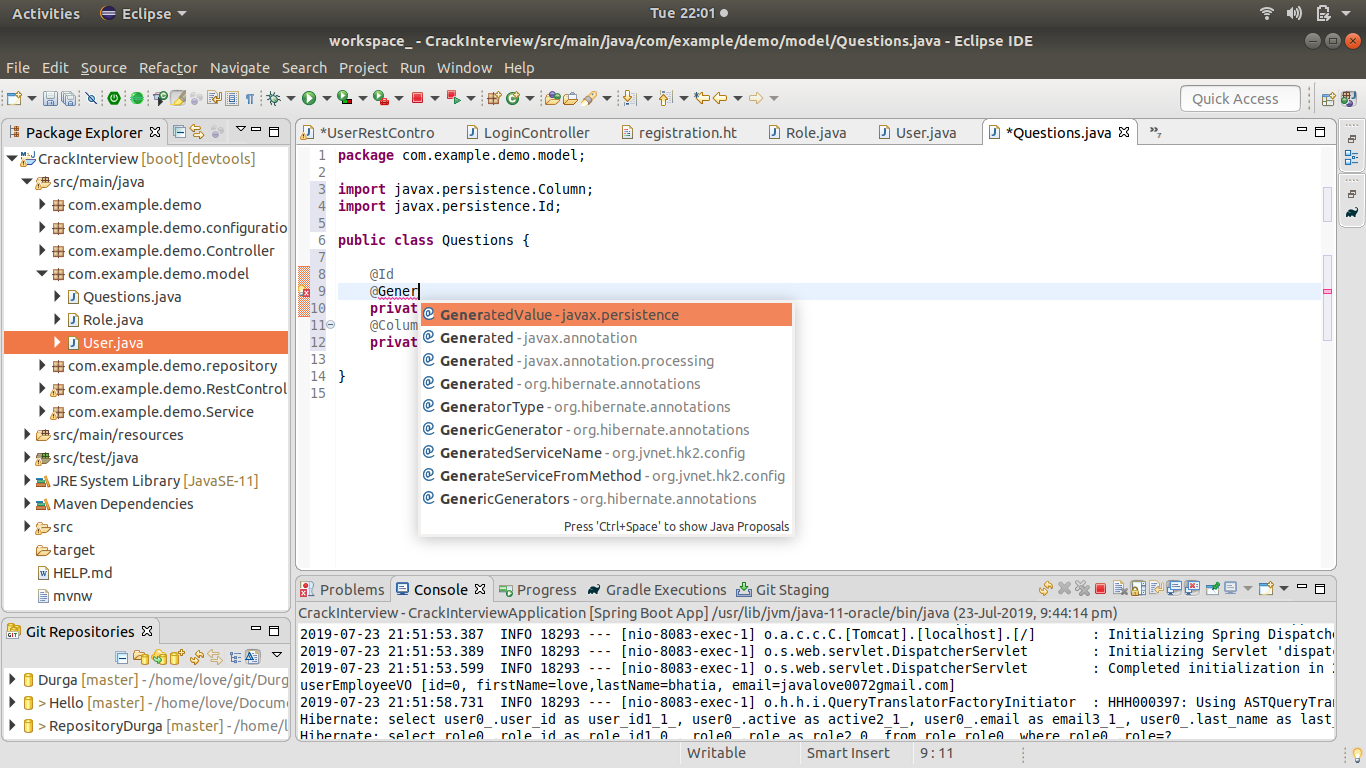 Activities Eclipse Tue 22:01
workspace_ - CrackInterview/src/main/java/com/example/demo/model/Questions.java - Eclipse IDE
File Edit Source Refactor Navigate Search Project Run Window Help
Quick Access
Package Explorer
CrackInterview [boot] [devtools]
src/main/java
com.example.demo
com.example.demo.configuratio
com.example.demo.Controller
com.example.demo.model
Questions.java
Role.java
User.java
com.example.demo.repository
com.example.demo.RestControl
com.example.demo.Service
src/main/resources
src/test/java
JRE System Library [JavaSE-11]
Maven Dependencies
src
target
HELP.md
mvnw
Git Repositories
Durga [master] - /home/love/git/Durg
> Hello [master] - /home/love/Docum
> RepositoryDurga [master] - /home/l
*UserRestContro LoginController registration.ht Role.java User.java *Questions.java »7
1 package com.example.demo.model;
2
3 import javax.persistence.Column;
4 import javax.persistence.Id;
5
6 public class Questions {
7
8 @Id
9 @Gener
10 privat
11 @Colum
12 privat
13
14 }
15
GeneratedValue - javax.persistence
Generated - javax.annotation
Generated - javax.annotation.processing
Generated - org.hibernate.annotations
GeneratorType - org.hibernate.annotations
GenericGenerator - org.hibernate.annotations
GeneratedServiceName - org.jvnet.hk2.config
GenerateServiceFromMethod - org.jvnet.hk2.config
GenericGenerators - org.hibernate.annotations
Press 'Ctrl+Space' to show Java Proposals
Problems Console Progress Gradle Executions Git Staging
CrackInterview - CrackInterviewApplication [Spring Boot App] /usr/lib/jvm/java-11-oracle/bin/java (23-Jul-2019, 9:44:14 pm)
2019-07-23 21:51:53.387 INFO 18293 --- [nio-8083-exec-1] o.a.c.c.C.[Tomcat].[localhost].[/] : Initializing Spring Dispatche
2019-07-23 21:51:53.389 INFO 18293 --- [nio-8083-exec-1] o.s.web.servlet.DispatcherServlet : Initializing Servlet 'dispat
2019-07-23 21:51:53.599 INFO 18293 --- [nio-8083-exec-1] o.s.web.servlet.DispatcherServlet : Completed initialization in
userEmployeeVO [id=0, firstName=love,lastName=bhatia, email=javalove0072gmail.com]
2019-07-23 21:51:58.731 INFO 18293 --- [nio-8083-exec-1] o.h.h.i.QueryTranslatorFactoryInitiator : HHH000397: Using ASTQueryTran
Hibernate: select user0_.user_id as user_id1_1_, user0_.active as active2_1_, user0_.email as email3_1_, user0_.last_name as last_
Hibernate: select role0_.role_id as role_id1_0_, role0_.role as role2_0_ from role role0_ where role0_.role=?
Writable Smart Insert 9 : 11